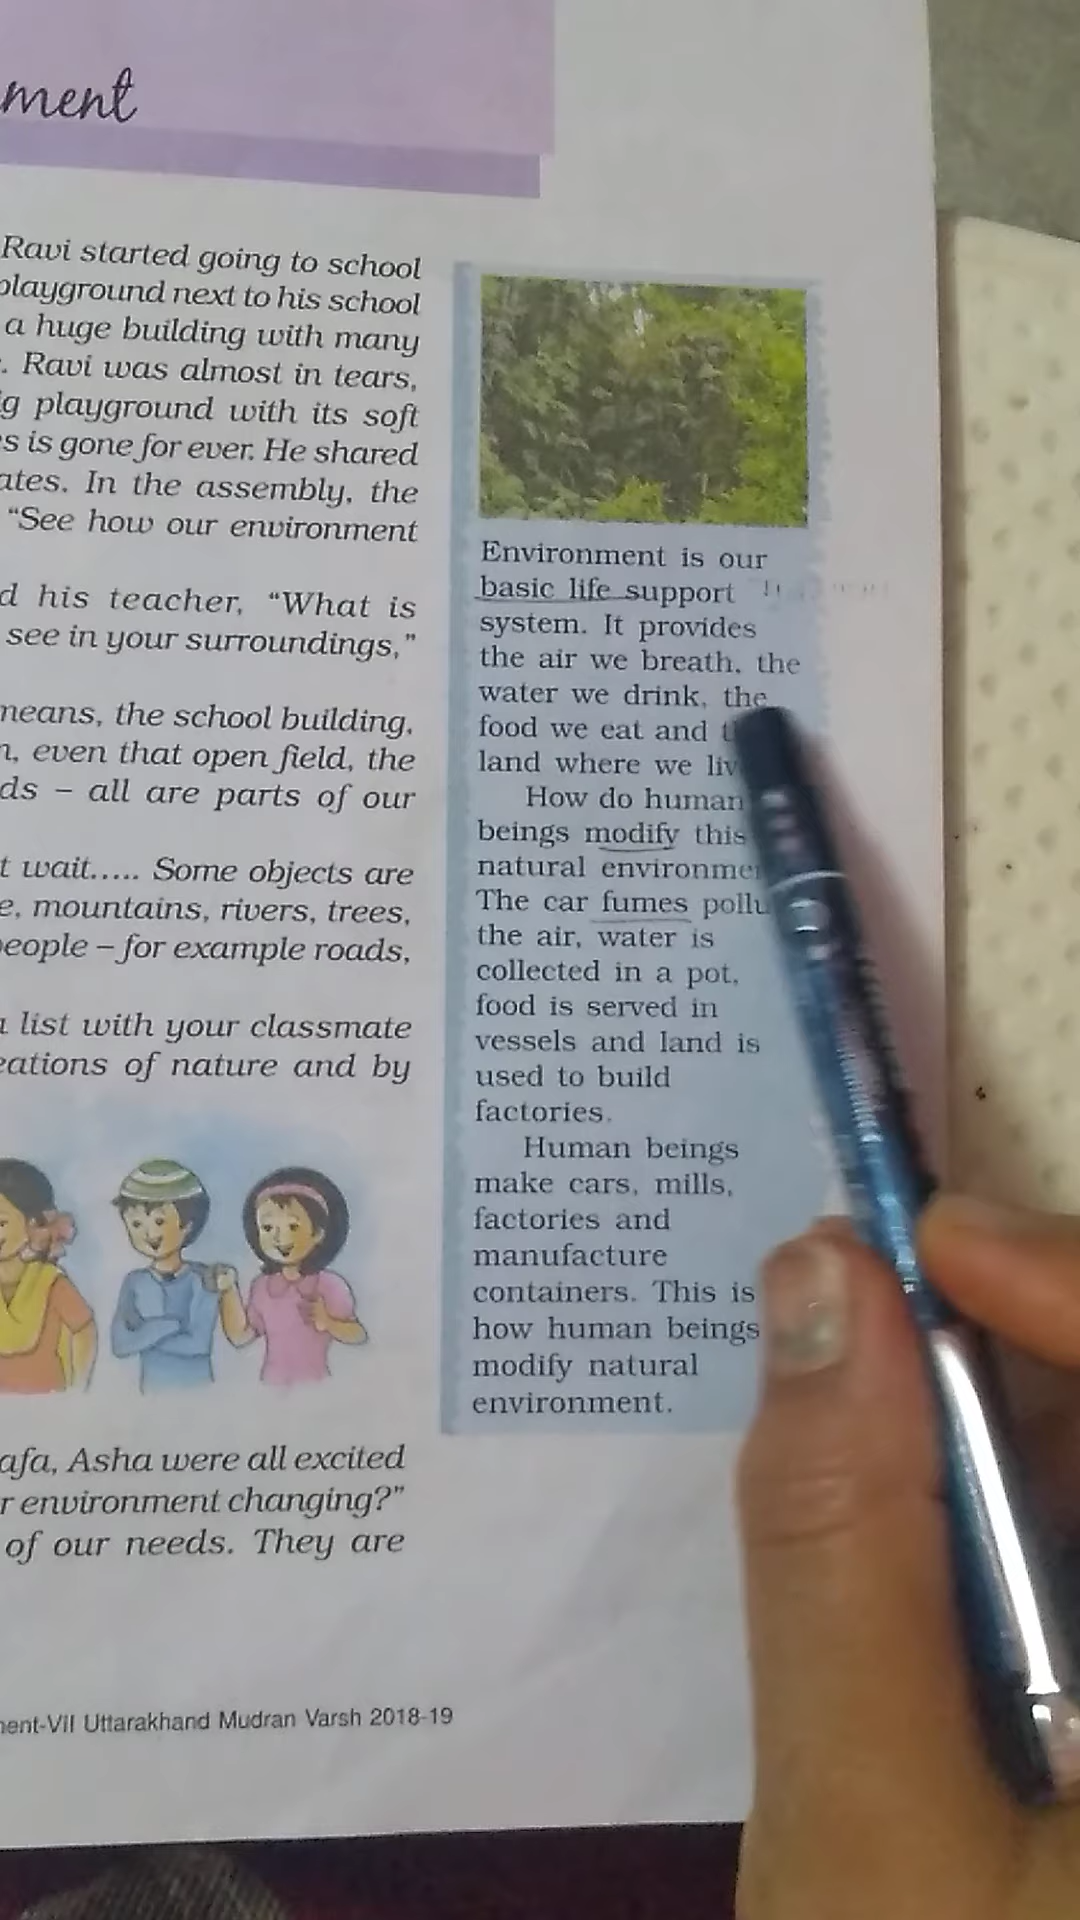 ment
Ravi started going to school
playground next to his school
a huge building with many
. Ravi was almost in tears,
g playground with its soft
s is gone for ever. He shared
ates. In the assembly, the
"See how our environment
d his teacher, "What is
see in your surroundings,"
means, the school building,
n, even that open field, the
ds – all are parts of our
t wait..... Some objects are
e, mountains, rivers, trees,
people – for example roads,
a list with your classmate
eations of nature and by
afa, Asha were all excited
r environment changing?"
of our needs. They are
Environment is our
basic life support
system. It provides
the air we breath, the
water we drink, the
food we eat and
land where we liv
How do human
beings modify this
natural environme
The car fumes pollu
the air, water is
collected in a pot,
food is served in
vessels and land is
used to build
factories.
Human beings
make cars, mills,
factories and
manufacture
containers. This is
how human beings
modify natural
environment.
ment-VII Uttarakhand Mudran Varsh 2018-19